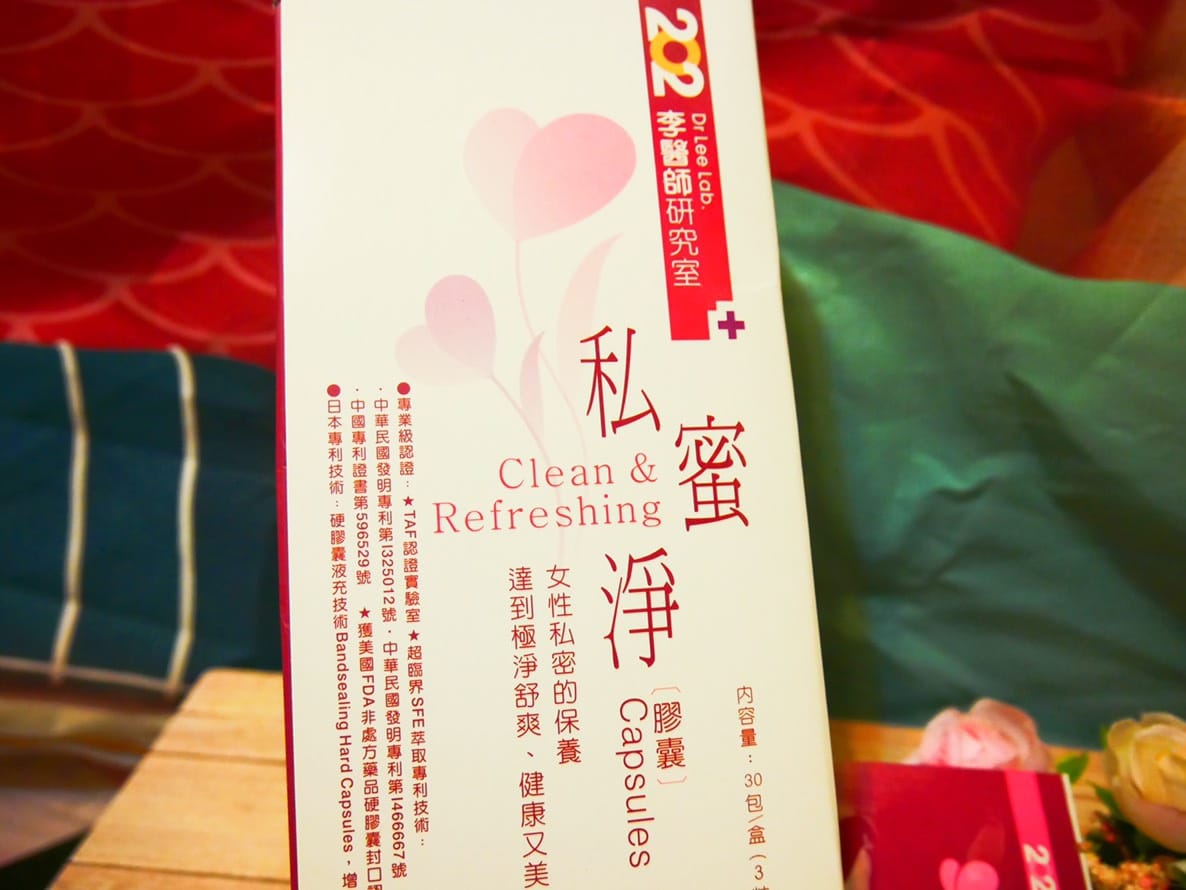 202
Dr Lee Lab.
李醫師研究室
私蜜淨
Clean &
Refreshing
〔膠囊〕
Capsules
女性私密的保養
達到極淨舒爽、健康又美
內容量：30包/盒(3
●專業級認證：★TAF認證實驗室 ★超臨界SFE萃取專利技術：
·中華民國發明專利第I325012號·中華民國發明專利第I466667號
·中國專利證書第596529號 ★獲美國FDA非處方藥品硬膠囊封口認
●日本專利技術：硬膠囊液充技術Bandsealing Hard Capsules，增
22